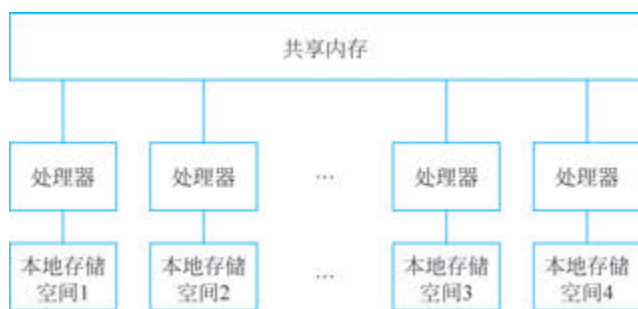 共享内存
处理器 处理器 … 处理器 处理器
本地存储 本地存储 … 本地存储 本地存储
空间1 空间2 空间3 空间4